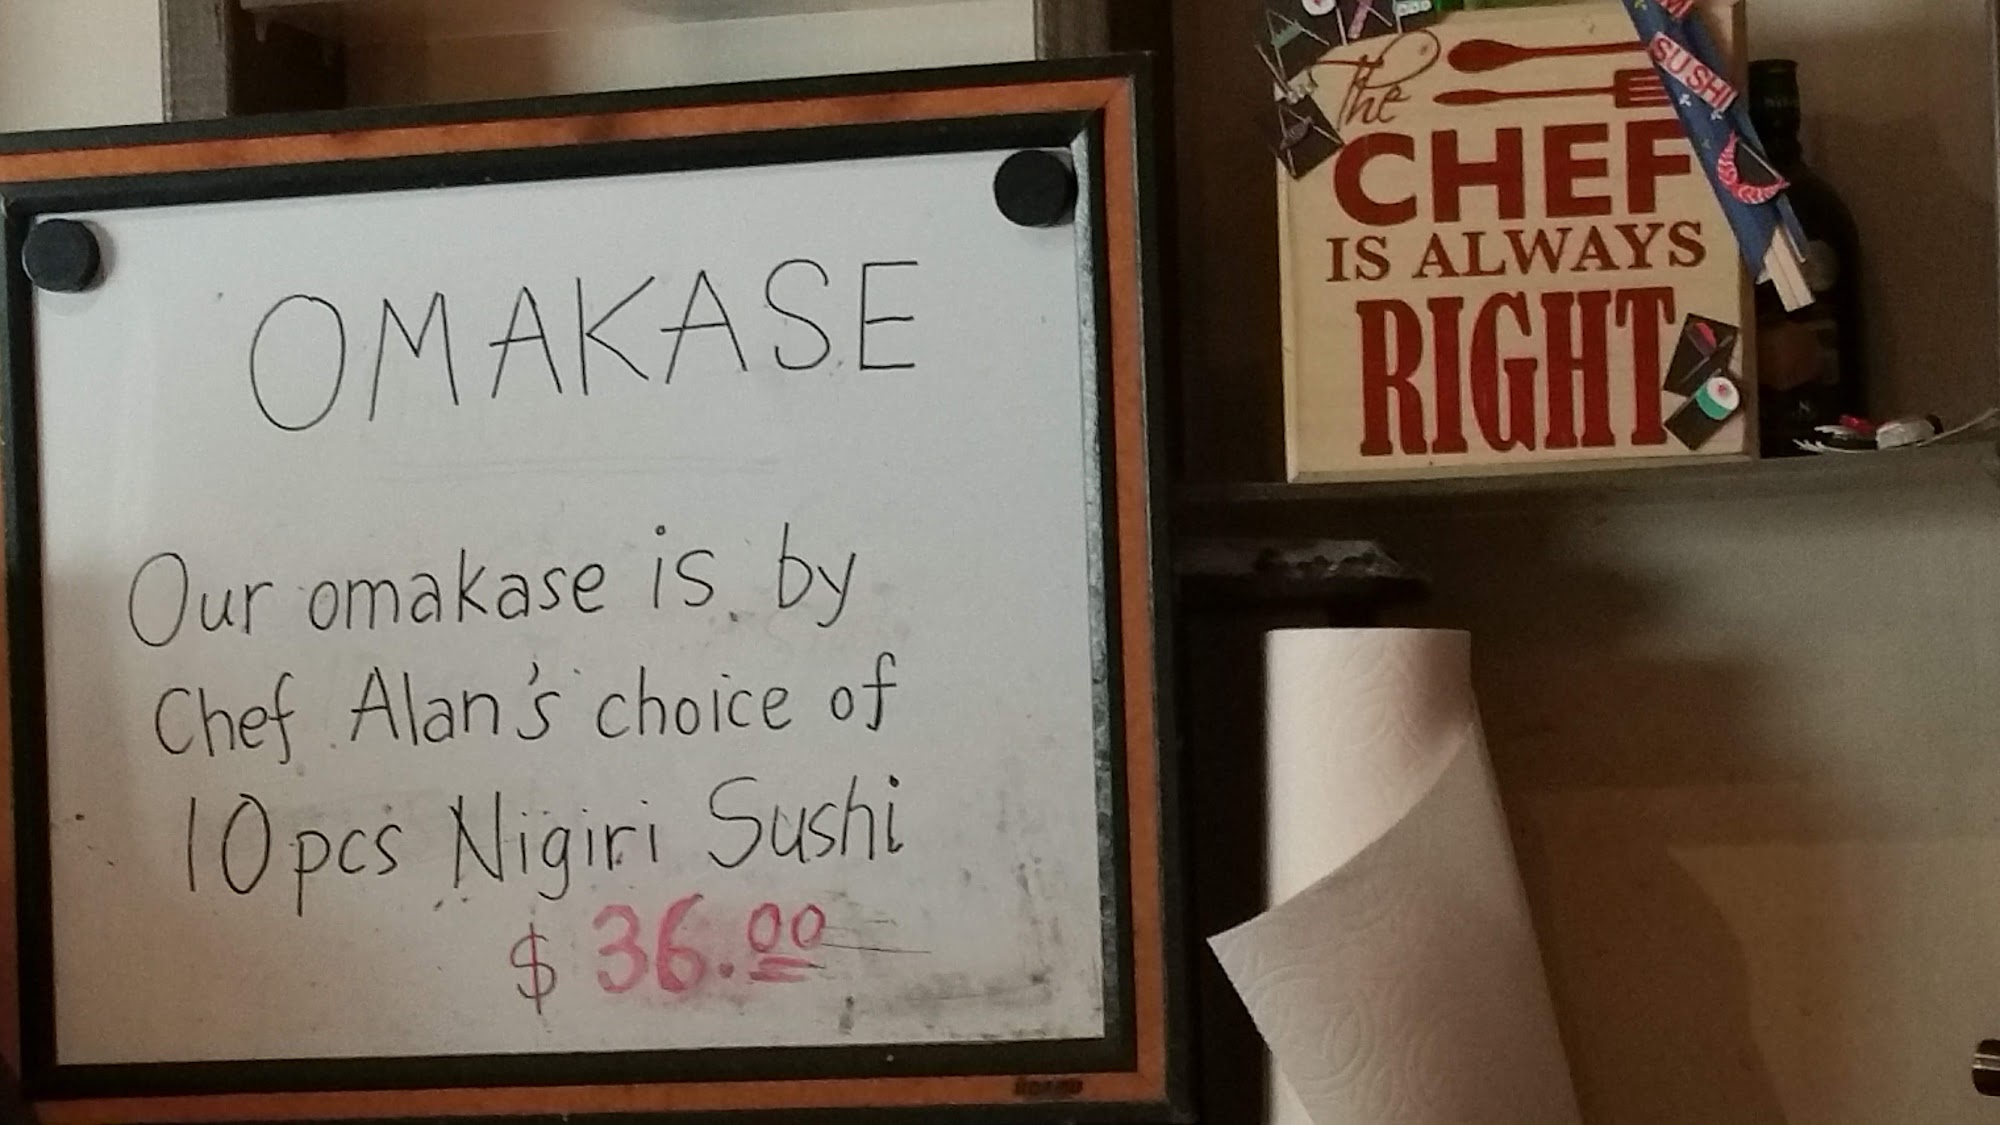 OMAKASE
Our omakase is by
Chef Alan's choice of
10pcs Nigiri Sushi
$ 36.00
The
CHEF
IS ALWAYS
RIGHT
SUSHI